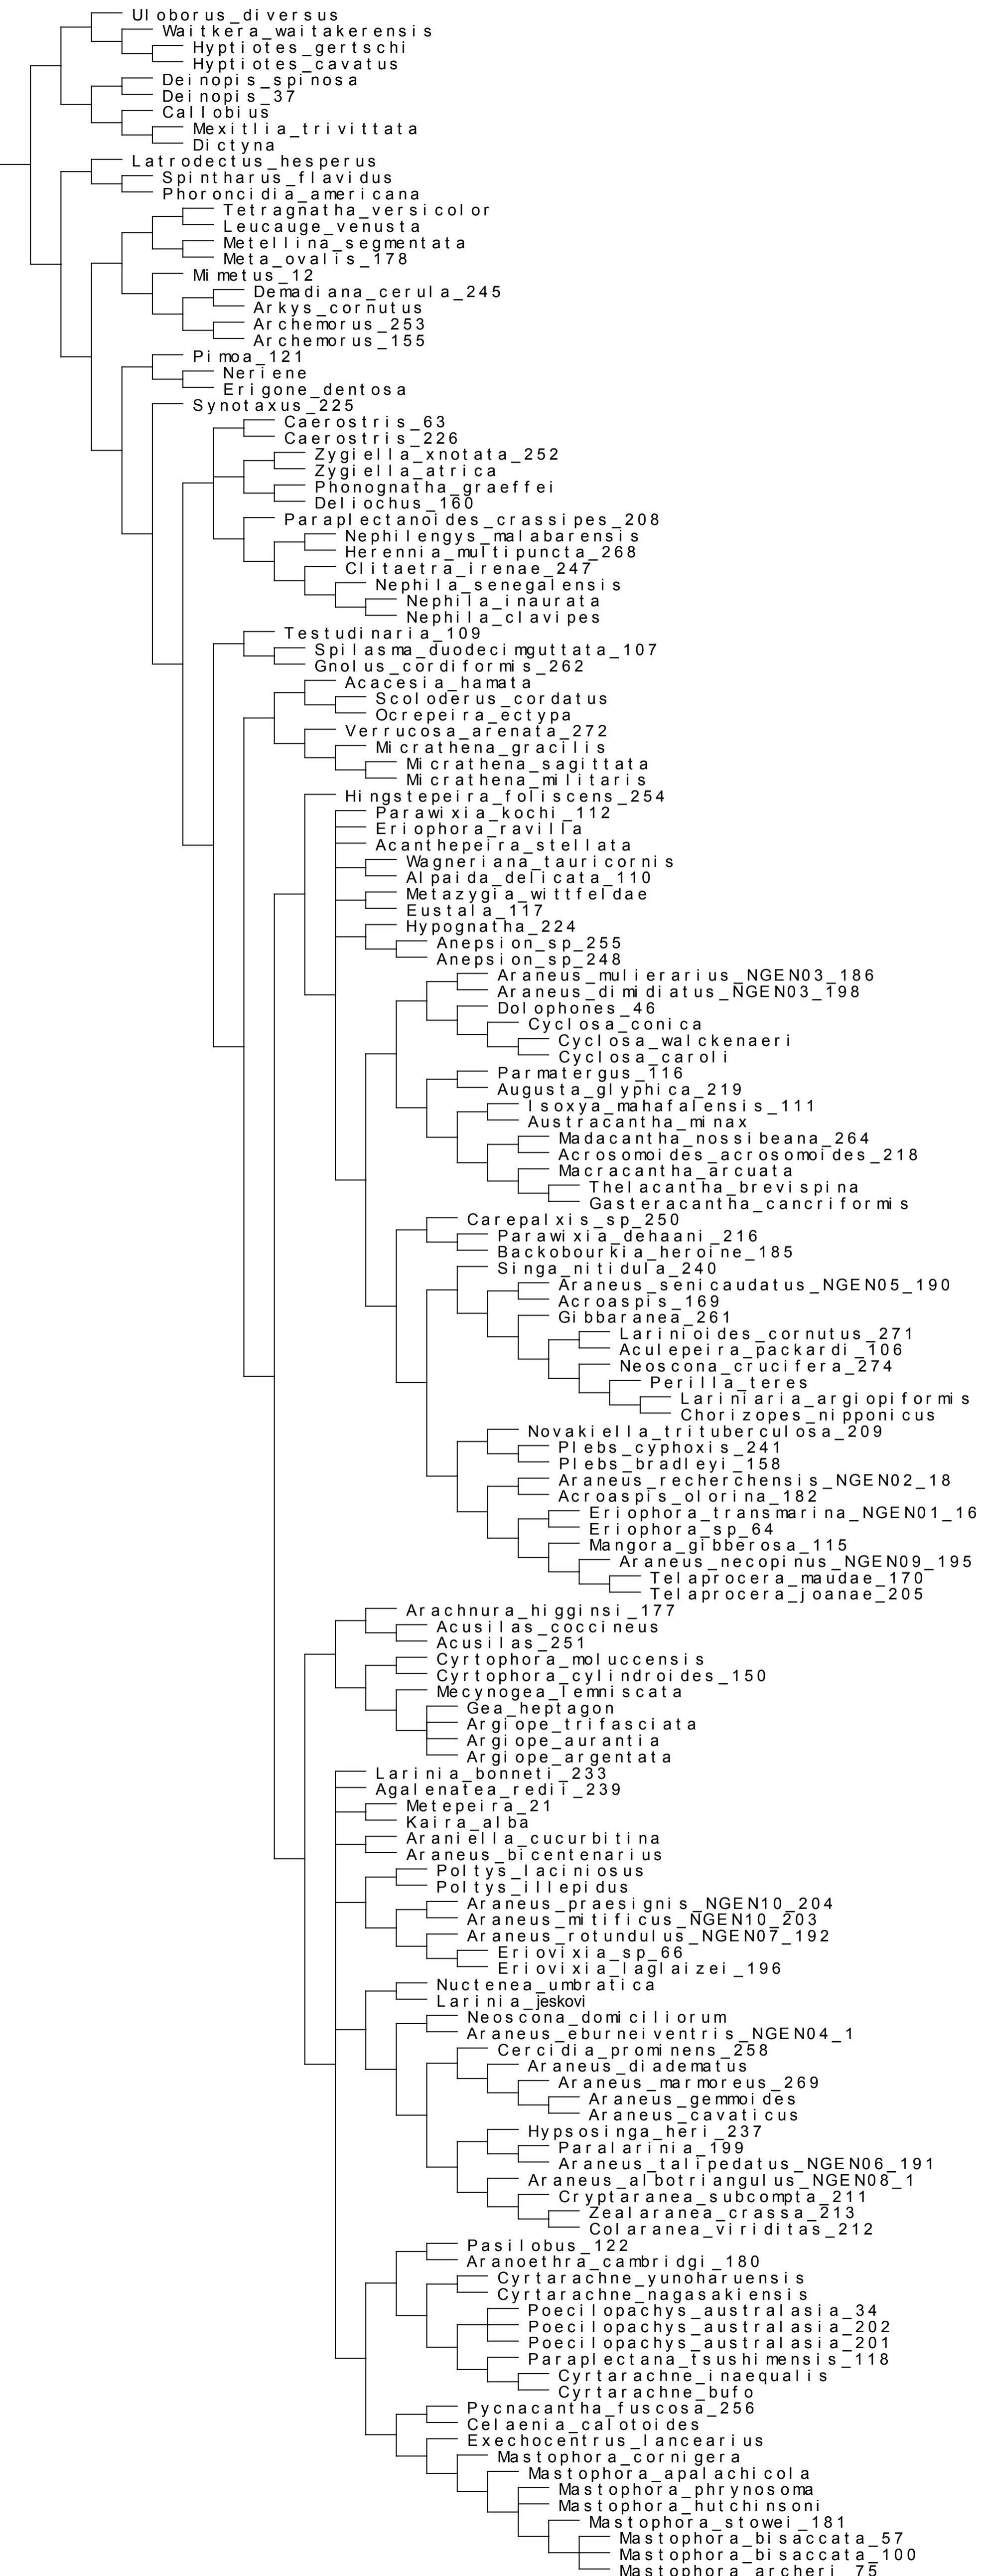 Uloborus_diversus
Waitkera_waitakerensis
Hyptiotes_gertschi
Hyptiotes_cavatus
Deinopis_spinosa
Deinopis_37
Callobius
Mexitlia_trivittata
Dictyna
Latrodectus_hesperus
Spintharus_flavidus
Phoroncidia_americana
Tetragnatha_versicolor
Leucauge_venusta
Metellina_segmentata
Meta_ovalis_178
Mimetus_12
Demadiana_cerula_245
Arkys_cornutus
Archemorus_253
Archemorus_155
Pimoa_121
Neriene
Erigone_dentosa
Synotaxus_225
Caerostris_63
Caerostris_226
Zygiella_xnotata_252
Zygiella_atrica
Phonognatha_graeffei
Deliochus_160
Paraplectanoides_crassipes_208
Nephilengys_malabarensis
Herennia_multipuncta_268
Clitaetra_irenae_247
Nephila_senegalensis
Nephila_inaurata
Nephila_clavipes
Testudinaria_109
Spilasma_duodecimguttata_107
Gnolus_cordiformis_262
Acacesia_hamata
Scoloderus_cordatus
Ocrepeira_ectypa
Verrucosa_arenata_272
Micrathena_gracilis
Micrathena_sagittata
Micrathena_militaris
Hingstepeira_foliscens_254
Parawixia_kochi_112
Eriophora_ravilla
Acanthepeira_stellata
Wagneriana_tauricornis
Alpaida_delicata_110
Metazygia_wittfeldae
Eustala_117
Hypognatha_224
Anepsion_sp_255
Anepsion_sp_248
Araneus_mulierarius_NGEN03_186
Araneus_dimidiatus_NGEN03_198
Dolophones_46
Cyclosa_conica
Cyclosa_walckenaeri
Cyclosa_caroli
Parmatergus_116
Augusta_glyphica_219
Isoxya_mahafalensis_111
Austracantha_minax
Madacantha_nossibeana_264
Acrosomoides_acrosomoides_218
Macracantha_arcuata
Thelacantha_brevispina
Gasteracantha_cancriformis
Carepalxis_sp_250
Parawixia_dehaani_216
Backobourkia_heroine_185
Singa_nitidula_240
Araneus_senicaudatus_NGEN05_190
Acroaspis_169
Gibbaranea_261
Larinioides_cornutus_271
Aculepeira_packardi_106
Neoscona_crucifera_274
Perilla_teres
Lariniaria_argiopiformis
Chorizopes_nipponicus
Novakiella_trituberculosa_209
Plebs_cyphoxis_241
Plebs_bradleyi_158
Araneus_recherchensis_NGEN02_18
Acroaspis_olorina_182
Eriophora_transmarina_NGEN01_16
Eriophora_sp_64
Mangora_gibberosa_115
Araneus_necopinus_NGEN09_195
Telaprocera_maudae_170
Telaprocera_joanae_205
Arachnura_higginsi_177
Acusilas_coccineus
Acusilas_251
Cyrtophora_moluccensis
Cyrtophora_cylindroides_150
Mecynogea_lemniscata
Gea_heptagon
Argiope_trifasciata
Argiope_aurantia
Argiope_argentata
Larinia_bonneti_233
Agalenatea_redii_239
Metepeira_21
Kaira_alba
Araniella_cucurbitina
Araneus_bicentenarius
Poltys_laciniosus
Poltys_illepidus
Araneus_praesignis_NGEN10_204
Araneus_mitificus_NGEN10_203
Araneus_rotundulus_NGEN07_192
Eriovixia_sp_66
Eriovixia_laglaizei_196
Nuctenea_umbratica
Larinia_jeskovi
Neoscona_domiciliorum
Araneus_eburneiventris_NGEN04_1
Cercidia_prominens_258
Araneus_diadematus
Araneus_marmoreus_269
Araneus_gemmoides
Araneus_cavaticus
Hypsosinga_heri_237
Paralarinia_199
Araneus_talipedatus_NGEN06_191
Araneus_albotriangulus_NGEN08_1
Cryptaranea_subcompta_211
Zealaranea_crassa_213
Colaranea_viriditas_212
Pasilobus_122
Aranoethra_cambridgi_180
Cyrtarachne_yunoharuensis
Cyrtarachne_nagasakiensis
Poecilopachys_australasia_34
Poecilopachys_australasia_202
Poecilopachys_australasia_201
Paraplectana_tsushimensis_118
Cyrtarachne_inaequalis
Cyrtarachne_bufo
Pycnacantha_fuscosa_256
Celaenia_calotoides
Exechocentrus_lancearius
Mastophora_cornigera
Mastophora_apalachicola
Mastophora_phrynosoma
Mastophora_hutchinsoni
Mastophora_stowei_181
Mastophora_bisaccata_57
Mastophora_bisaccata_100
Mastophora_archeri_75